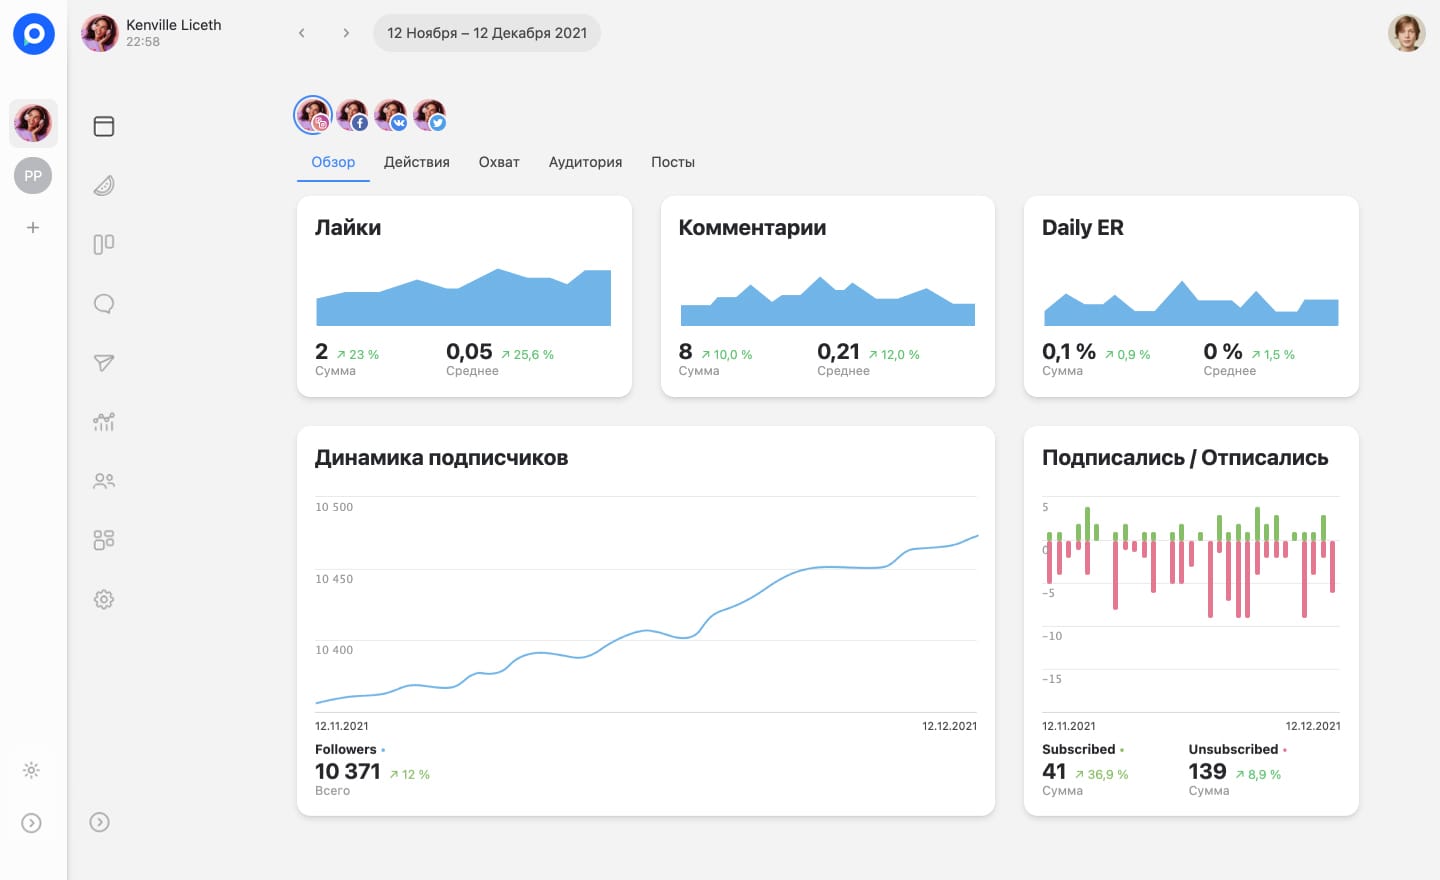 Kenville Liceth
22:58
12 Ноября – 12 Декабря 2021
PP
Обзор Действия Охват Аудитория Посты
Лайки
2 ↗ 23 % 0,05 ↗ 25,6 %
Сумма Среднее
Комментарии
8 ↗ 10,0 % 0,21 ↗ 12,0 %
Сумма Среднее
Daily ER
0,1 % ↗ 0,9 % 0 % ↗ 1,5 %
Сумма Среднее
Динамика подписчиков
10 500
10 450
10 400
12.11.2021 12.12.2021
Followers
10 371 ↗ 12 %
Всего
Подписались / Отписались
5
0
−5
−10
−15
12.11.2021 12.12.2021
Subscribed Unsubscribed
41 ↗ 36,9 % 139 ↗ 8,9 %
Сумма Сумма